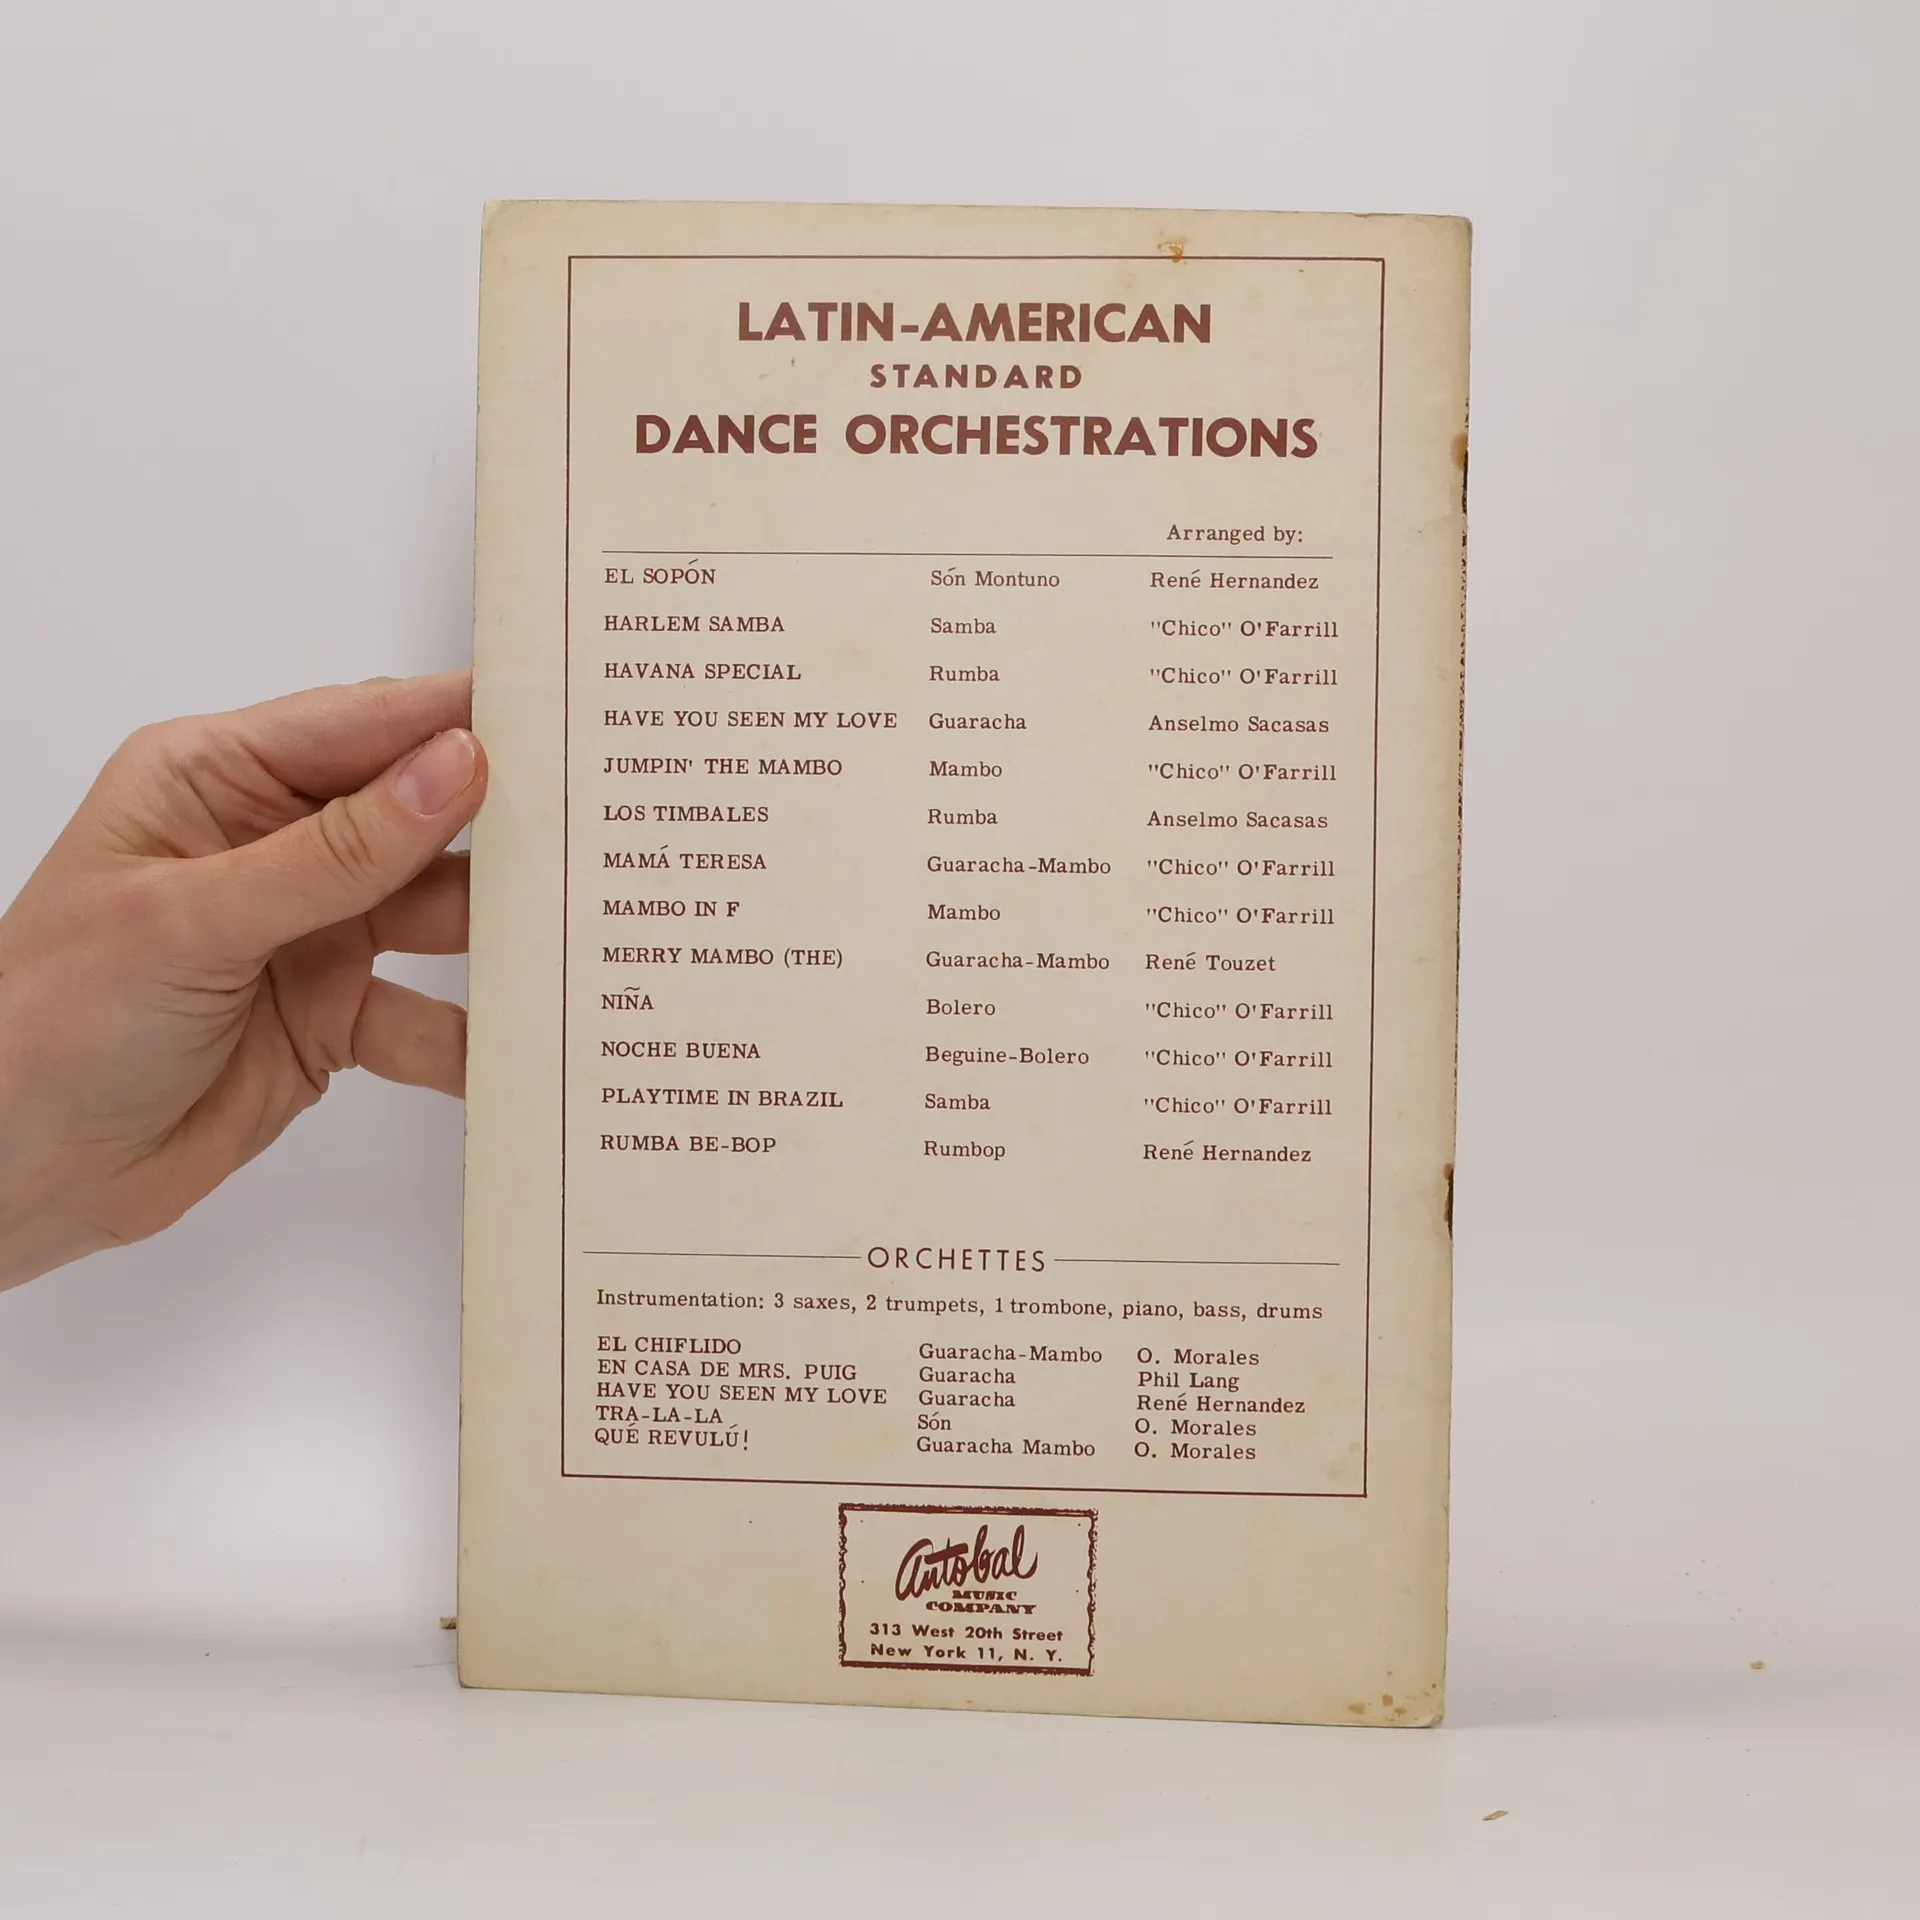 LATIN-AMERICAN
STANDARD
DANCE ORCHESTRATIONS
Arranged by:
EL SOPÓN Són Montuno René Hernandez
HARLEM SAMBA Samba "Chico" O'Farrill
HAVANA SPECIAL Rumba "Chico" O'Farrill
HAVE YOU SEEN MY LOVE Guaracha Anselmo Sacasas
JUMPIN' THE MAMBO Mambo "Chico" O'Farrill
LOS TIMBALES Rumba Anselmo Sacasas
MAMÁ TERESA Guaracha-Mambo "Chico" O'Farrill
MAMBO IN F Mambo "Chico" O'Farrill
MERRY MAMBO (THE) Guaracha-Mambo René Touzet
NIÑA Bolero "Chico" O'Farrill
NOCHE BUENA Beguine-Bolero "Chico" O'Farrill
PLAYTIME IN BRAZIL Samba "Chico" O'Farrill
RUMBA BE-BOP Rumbop René Hernandez
ORCHETTES
Instrumentation: 3 saxes, 2 trumpets, 1 trombone, piano, bass, drums
EL CHIFLIDO Guaracha-Mambo O. Morales
EN CASA DE MRS. PUIG Guaracha Phil Lang
HAVE YOU SEEN MY LOVE Guaracha René Hernandez
TRA-LA-LA Són O. Morales
QUÉ REVULÚ! Guaracha Mambo O. Morales
Antobal
MUSIC
COMPANY
313 West 20th Street
New York 11, N. Y.